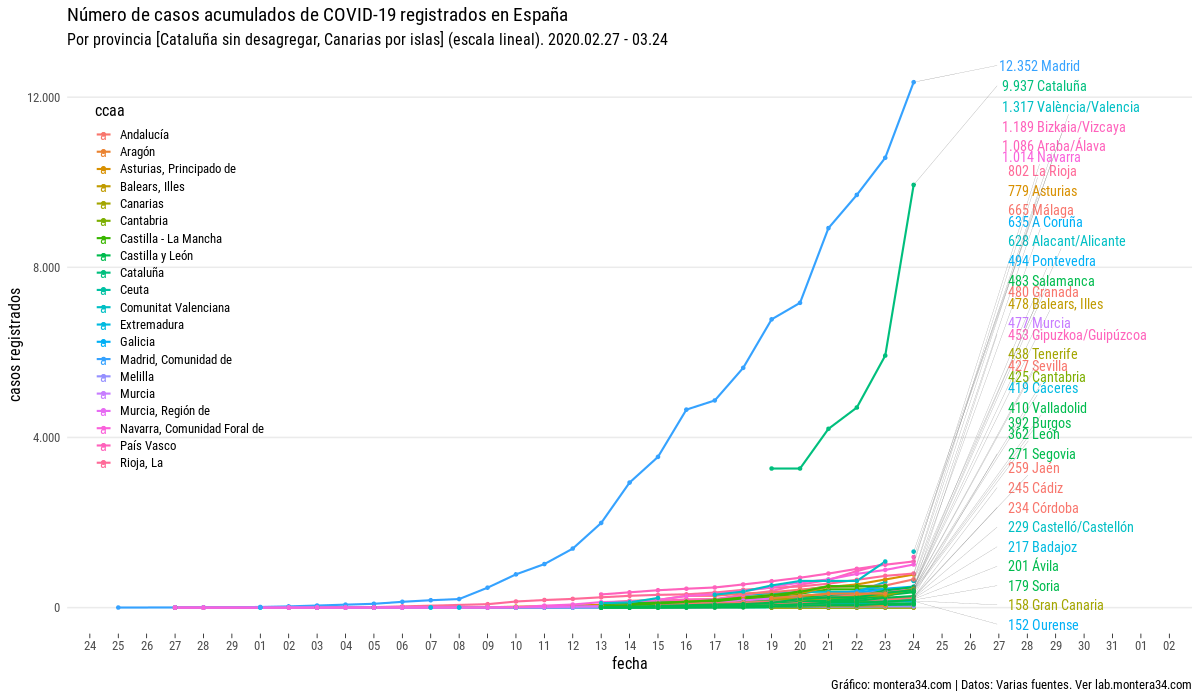 Número de casos acumulados de COVID-19 registrados en España
Por provincia [Cataluña sin desagregar, Canarias por islas] (escala lineal). 2020.02.27 - 03.24
casos registrados
12.000
8.000
4.000
0
ccaa
Andalucía
Aragón
Asturias, Principado de
Balears, Illes
Canarias
Cantabria
Castilla - La Mancha
Castilla y León
Cataluña
Ceuta
Comunitat Valenciana
Extremadura
Galicia
Madrid, Comunidad de
Melilla
Murcia
Murcia, Región de
Navarra, Comunidad Foral de
País Vasco
Rioja, La
12.352 Madrid
9.937 Cataluña
1.317 València/Valencia
1.189 Bizkaia/Vizcaya
1.086 Araba/Álava
1.014 Navarra
802 La Rioja
779 Asturias
665 Málaga
635 A Coruña
628 Alacant/Alicante
494 Pontevedra
483 Salamanca
480 Granada
478 Balears, Illes
477 Murcia
453 Gipuzkoa/Guipúzcoa
438 Tenerife
427 Sevilla
425 Cantabria
419 Cáceres
410 Valladolid
392 Burgos
362 León
271 Segovia
259 Jaén
245 Cádiz
234 Córdoba
229 Castelló/Castellón
217 Badajoz
201 Ávila
179 Soria
158 Gran Canaria
152 Ourense
24 25 26 27 28 29 01 02 03 04 05 06 07 08 09 10 11 12 13 14 15 16 17 18 19 20 21 22 23 24 25 26 27 28 29 30 31 01 02
fecha
Gráfico: montera34.com | Datos: Varias fuentes. Ver lab.montera34.com